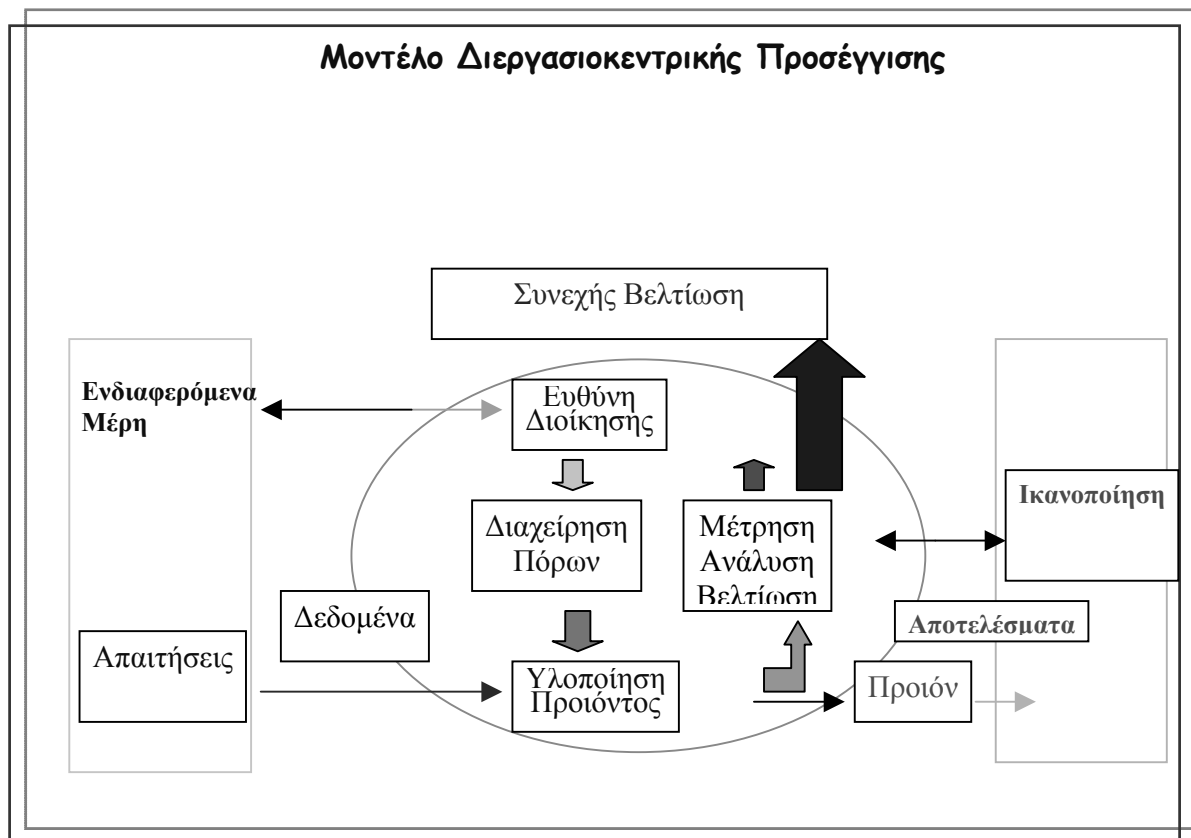 Μοντέλο Διεργασιοκεντρικής Προσέγγισης
Συνεχής Βελτίωση
Ενδιαφερόμενα
Μέρη
Ευθύνη
Διοίκησής
Διαχείρηση
Πόρων
Μέτρηση
Ανάλυση
Βελτίωση
Ικανοποίηση
Δεδομένα
Αποτελέσματα
Απαιτήσεις
Υλοποίηση
Προιόντος
Προιόν